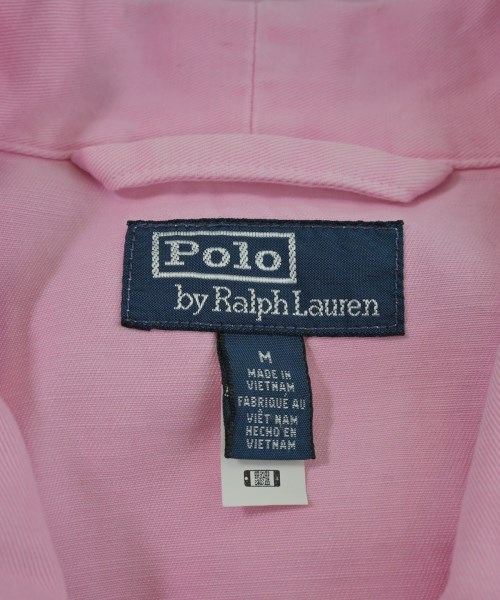 Polo
by Ralph Lauren
M
MADE IN
VIETNAM
FABRIQUÉ AU
VIÊT NAM
HECHO EN
VIETNAM